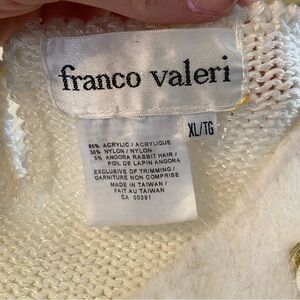 franco valeri
XL/TG
65% ACRYLIC / ACRYLIQUE
30% NYLON / NYLON
5% ANGORA RABBIT HAIR /
POIL DE LAPIN ANGORA
EXCLUSIVE OF TRIMMING /
GARNITURE NON COMPRISE
MADE IN TAIWAN /
FAIT AU TAIWAN
CA 00391